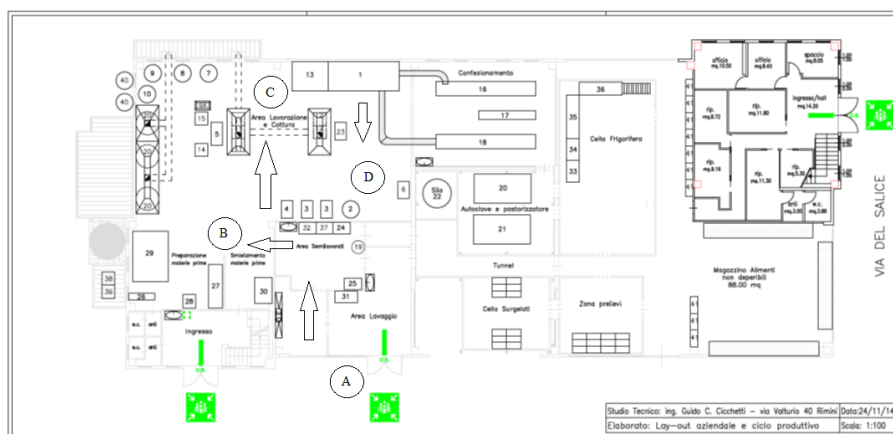 40
9
8
7
40
10
15
5
14
C
Area Lavorazione
e Cottura
23
13
1
D
6
Confezionamento
16
17
18
36
35
34
33
Cella Frigorifera
Silo
22
20
Autoclave e pastorizzatore
21
4
3
3
2
32
37
24
Area Semilavorati
19
B
29
Preparazione
materie prime
Smistamento
materie prime
38
39
26
28
27
30
25
31
Area Lavaggio
Ingresso
w.c.
anti
w.c.
anti
A
Tunnel
Cella Surgelati
Zona prelievi
ufficio
mq.10.50
ufficio
mq.8.40
spaccio
mq.8.05
ingresso/hall
mq.14.20
rip.
mq.8.70
rip.
mq.11.80
rip.
mq.9.16
rip.
mq.11.30
rip.
mq.5.30
anti
mq.3.05
w.c.
mq.3.88
Magazzino Alimenti
non deperibili
88.00 mq
VIA DEL SALICE
Studio Tecnico: ing. Guido C. Cicchetti - via Valturio 40 Rimini
Data:24/11/14
Elaborato: Lay-out aziendale e ciclo produttivo
Scala: 1:100